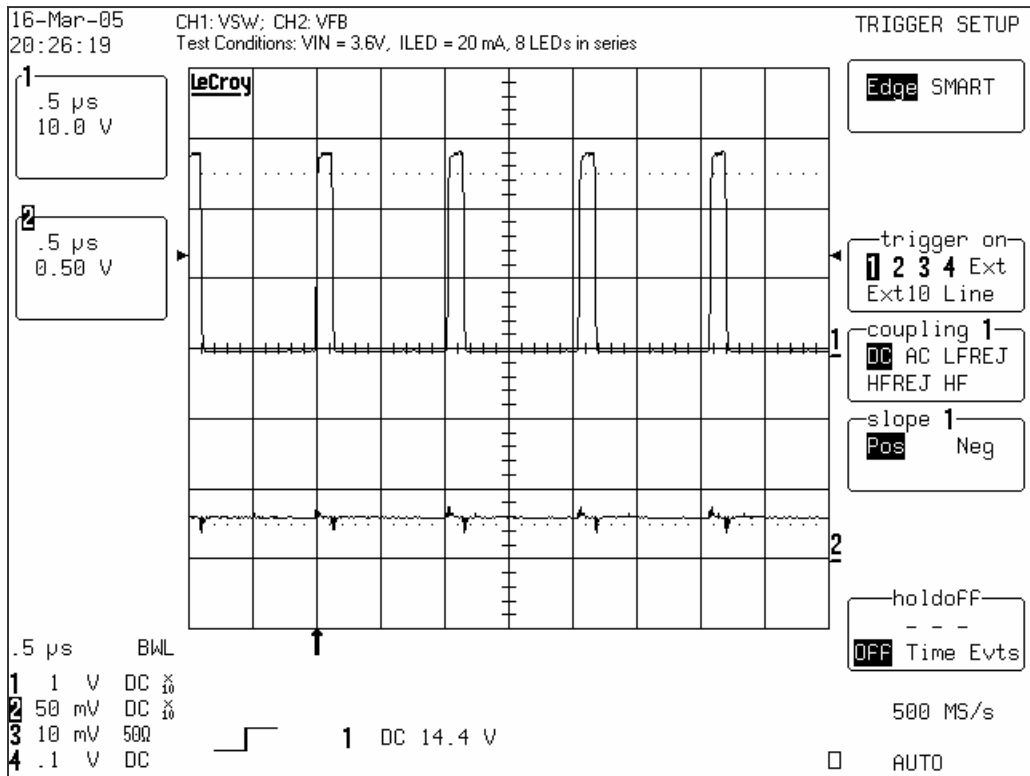 16-Mar-05
20:26:19
CH1: VSW; CH2: VFB
Test Conditions: VIN = 3.6V, ILED = 20 mA, 8 LEDs in series
TRIGGER SETUP
1
.5 µs
10.0 V
2
.5 µs
0.50 V
LeCroy
Edge SMART
trigger on
1 2 3 4 Ext
Ext10 Line
1
coupling 1
DC AC LFREJ
HFREJ HF
slope 1
Pos Neg
2
holdoff
- - -
OFF Time Evts
.5 µs BWL
1 1 V DC X10
2 50 mV DC X10
3 10 mV 50Ω
4 .1 V DC
1 DC 14.4 V
500 MS/s
AUTO